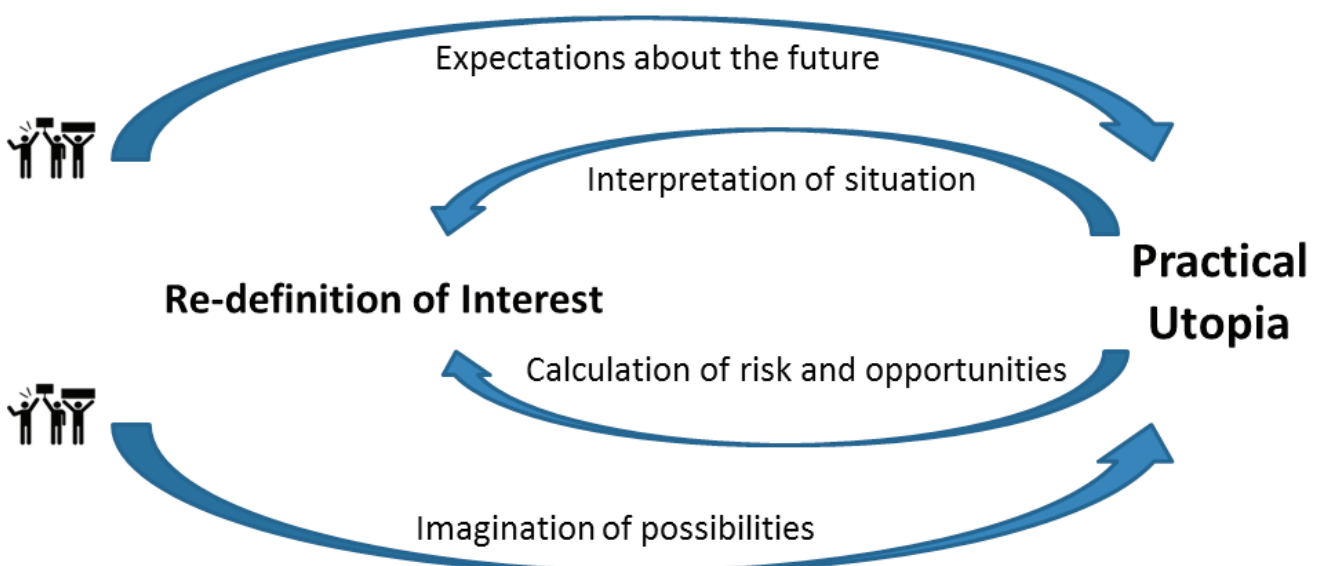 Expectations about the future
Interpretation of situation
Practical
Utopia
Re-definition of Interest
Calculation of risk and opportunities
Imagination of possibilities